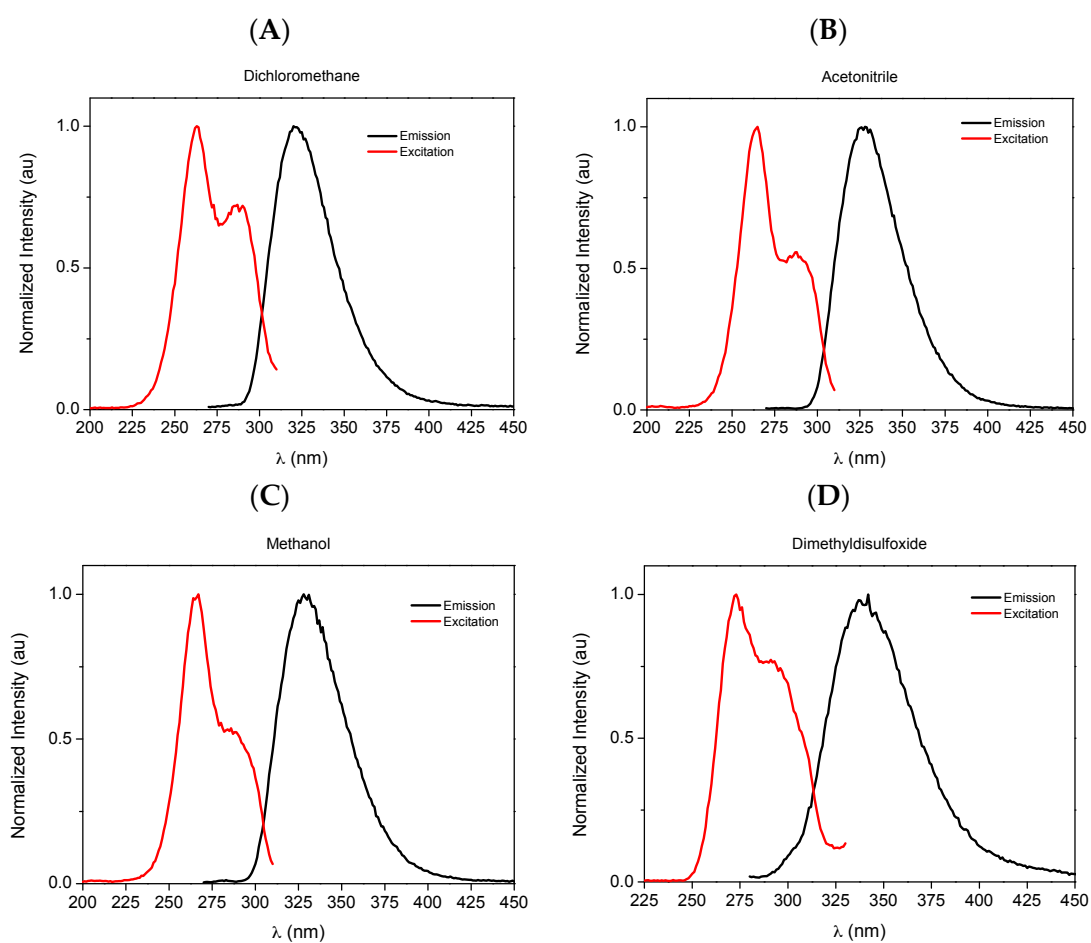 (A)
Dichloromethane
Emission
Excitation
Normalized Intensity (au)
1.0
0.5
0.0
200 225 250 275 300 325 350 375 400 425 450
λ (nm)
(B)
Acetonitrile
Emission
Excitation
Normalized Intensity (au)
1.0
0.5
0.0
200 225 250 275 300 325 350 375 400 425 450
λ (nm)
(C)
Methanol
Emission
Excitation
Normalized Intensity (au)
1.0
0.5
0.0
200 225 250 275 300 325 350 375 400 425 450
λ (nm)
(D)
Dimethyldisulfoxide
Emission
Excitation
Normalized Intensity (au)
1.0
0.5
0.0
225 250 275 300 325 350 375 400 425 450
λ (nm)